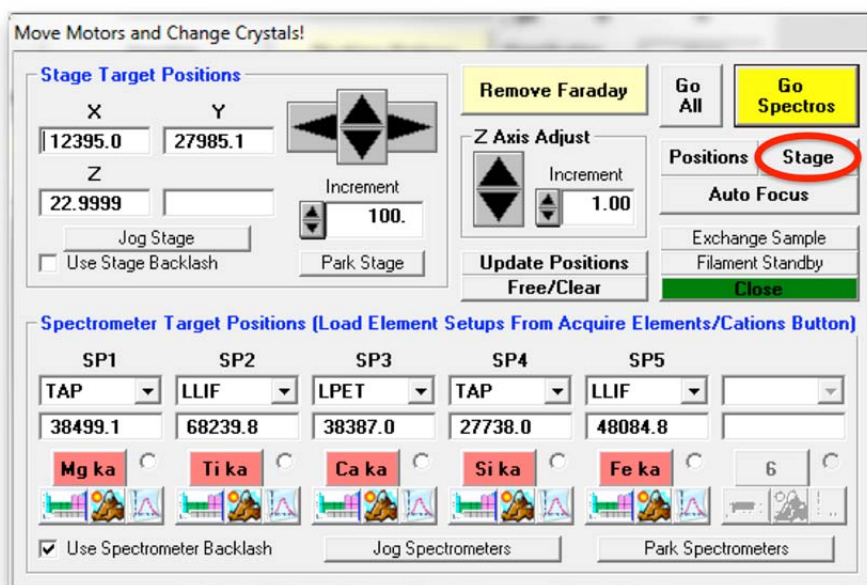 Move Motors and Change Crystals!
Stage Target Positions
X Y
12395.0 27985.1
Z
22.9999
Jog Stage
Use Stage Backlash
Increment
100.
Park Stage
Remove Faraday
Go All
Go Spectros
Z Axis Adjust
Increment
1.00
Positions Stage
Auto Focus
Update Positions
Free/Clear
Exchange Sample
Filament Standby
Close
Spectrometer Target Positions (Load Element Setups From Acquire Elements/Cations Button)
SP1 SP2 SP3 SP4 SP5
TAP LLIF LPET TAP LLIF
38499.1 68239.8 38387.0 27738.0 48084.8
Mg ka Ti ka Ca ka Si ka Fe ka 6
Use Spectrometer Backlash Jog Spectrometers Park Spectrometers